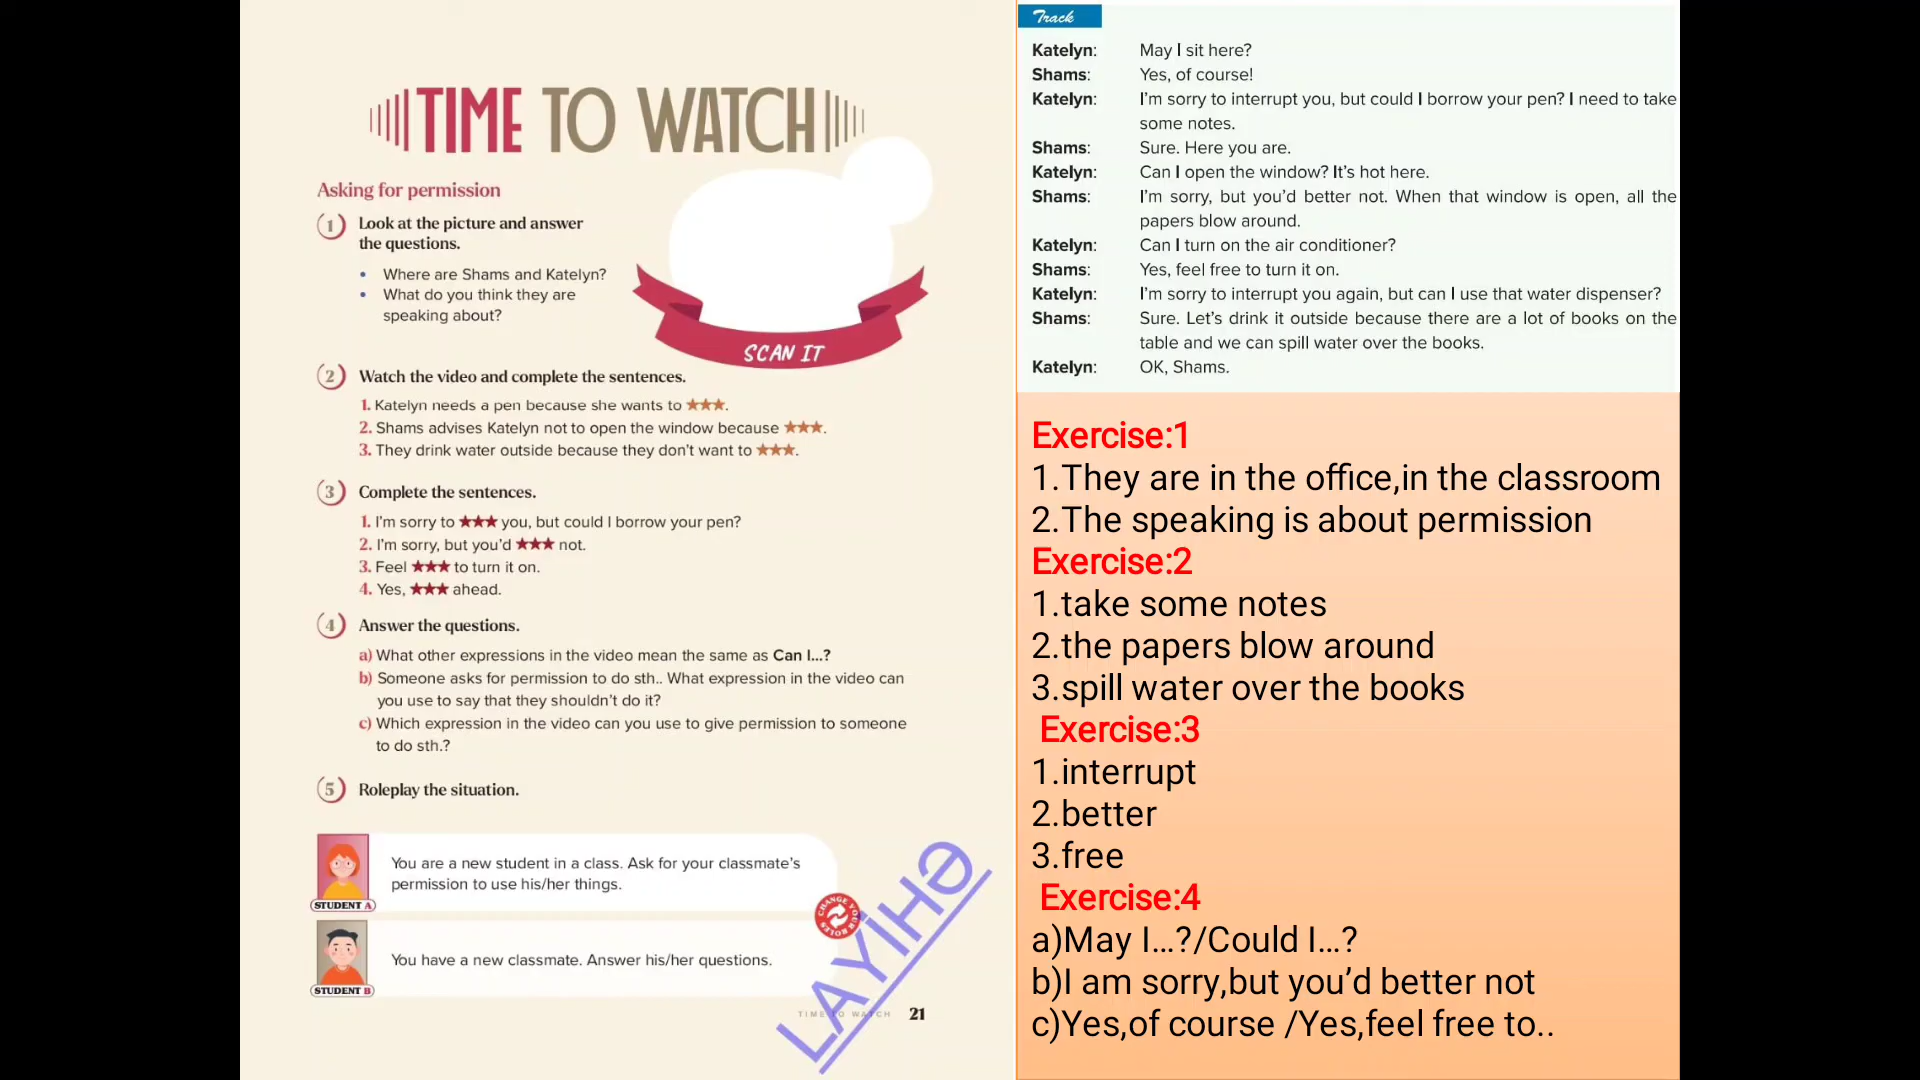 TIME TO WATCH
Asking for permission
1 Look at the picture and answer
the questions.
• Where are Shams and Katelyn?
• What do you think they are
speaking about?
SCAN IT
2 Watch the video and complete the sentences.
1. Katelyn needs a pen because she wants to ★★★.
2. Shams advises Katelyn not to open the window because ★★★.
3. They drink water outside because they don't want to ★★★.
3 Complete the sentences.
1. I'm sorry to ★★★ you, but could I borrow your pen?
2. I'm sorry, but you'd ★★★ not.
3. Feel ★★★ to turn it on.
4. Yes, ★★★ ahead.
4 Answer the questions.
a) What other expressions in the video mean the same as Can I...?
b) Someone asks for permission to do sth.. What expression in the video can
you use to say that they shouldn't do it?
c) Which expression in the video can you use to give permission to someone
to do sth.?
5 Roleplay the situation.
You are a new student in a class. Ask for your classmate's
permission to use his/her things.
STUDENT A
CHANGE YOUR ROLES
You have a new classmate. Answer his/her questions.
STUDENT B
LAYİHƏ
TIME TO WATCH 21
Track
Katelyn: May I sit here?
Shams: Yes, of course!
Katelyn: I'm sorry to interrupt you, but could I borrow your pen? I need to take
some notes.
Shams: Sure. Here you are.
Katelyn: Can I open the window? It's hot here.
Shams: I'm sorry, but you'd better not. When that window is open, all the
papers blow around.
Katelyn: Can I turn on the air conditioner?
Shams: Yes, feel free to turn it on.
Katelyn: I'm sorry to interrupt you again, but can I use that water dispenser?
Shams: Sure. Let's drink it outside because there are a lot of books on the
table and we can spill water over the books.
Katelyn: OK, Shams.
Exercise:1
1.They are in the office,in the classroom
2.The speaking is about permission
Exercise:2
1.take some notes
2.the papers blow around
3.spill water over the books
Exercise:3
1.interrupt
2.better
3.free
Exercise:4
a)May I...?/Could I...?
b)I am sorry,but you'd better not
c)Yes,of course /Yes,feel free to..